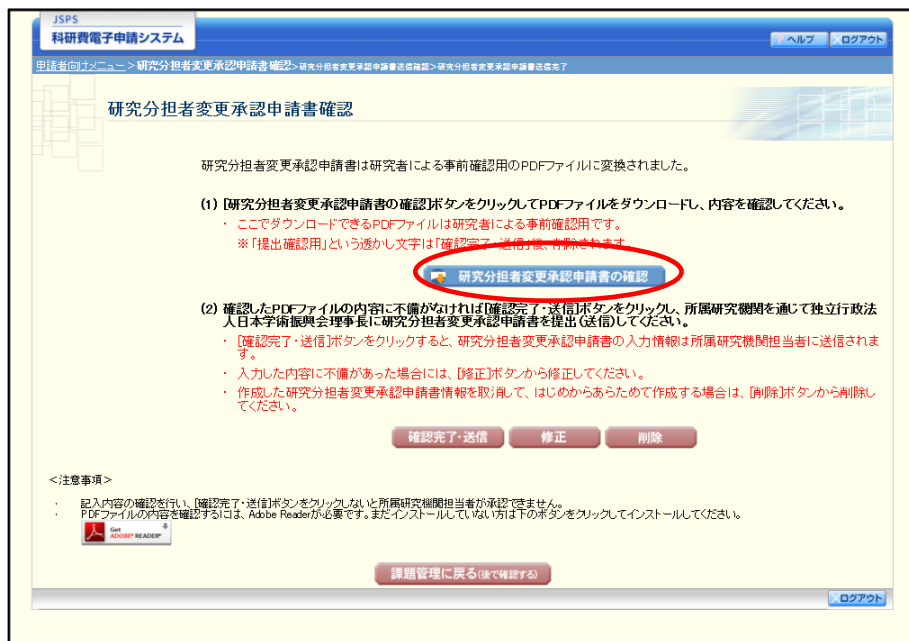 JSPS
科研費電子申請システム
ヘルプ ログアウト
申請者向けメニュー>研究分担者変更承認申請書確認>研究分担者変更承認申請書送信確認>研究分担者変更承認申請書送信完了
研究分担者変更承認申請書確認
研究分担者変更承認申請書は研究者による事前確認用のPDFファイルに変換されました。
(1) [研究分担者変更承認申請書の確認]ボタンをクリックしてPDFファイルをダウンロードし、内容を確認してください。
・ ここでダウンロードできるPDFファイルは研究者による事前確認用です。
※「提出確認用」という透かし文字は「確認完了・送信」後、削除されます
研究分担者変更承認申請書の確認
(2) 確認したPDFファイルの内容に不備がなければ[確認完了・送信]ボタンをクリックし、所属研究機関を通じて独立行政法
人日本学術振興会理事長に研究分担者変更承認申請書を提出(送信)してください。
・ [確認完了・送信]ボタンをクリックすると、研究分担者変更承認申請書の入力情報は所属研究機関担当者に送信されま
す。
・ 入力した内容に不備があった場合には、[修正]ボタンから修正してください。
・ 作成した研究分担者変更承認申請書情報を取消して、はじめからあらためて作成する場合は、[削除]ボタンから削除し
てください。
確認完了・送信 修正 削除
<注意事項>
・ 記入内容の確認を行い、[確認完了・送信]ボタンをクリックしないと所属研究機関担当者が承認できません。
・ PDFファイルの内容を確認するには、Adobe Readerが必要です。まだインストールしていない方は下のボタンをクリックしてインストールしてください。
Get
ADOBE® READER®
課題管理に戻る(後で確認する)
ログアウト